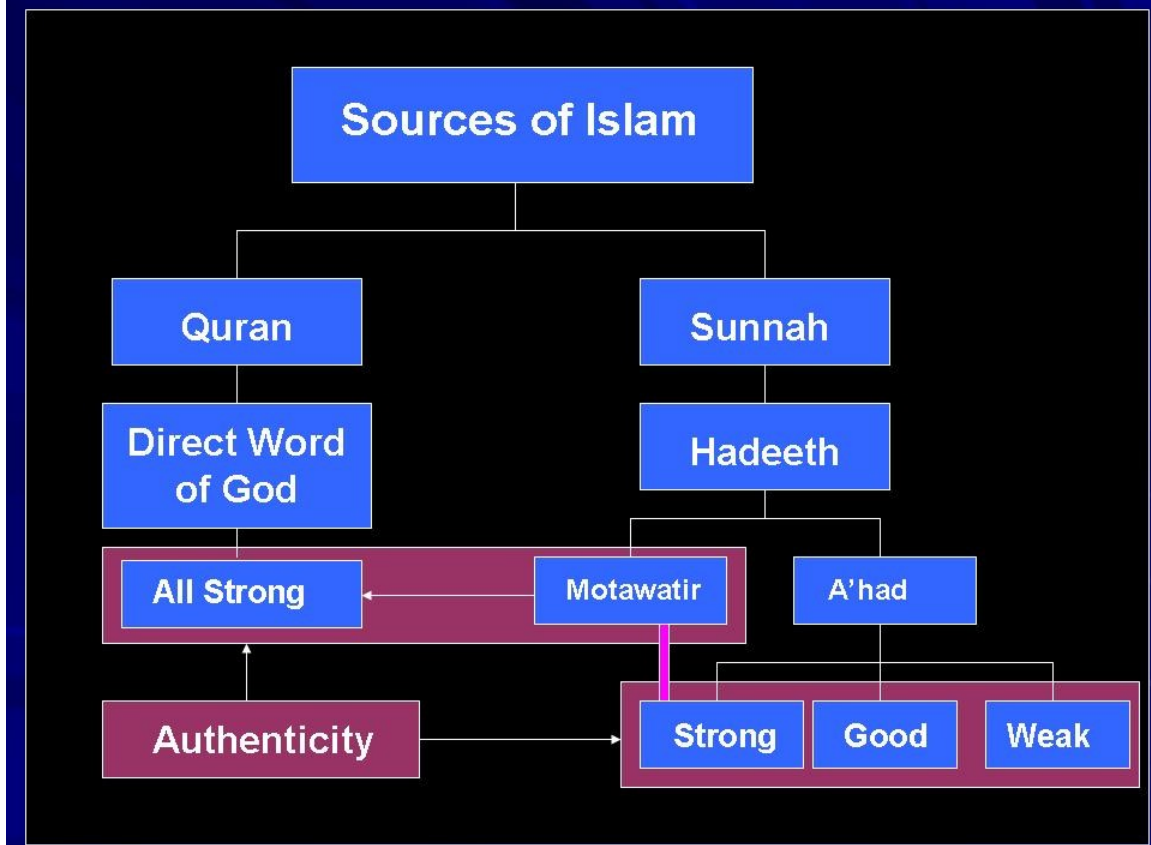 Sources of Islam
Quran
Sunnah
Direct Word
of God
Hadeeth
All Strong
Motawatir
A'had
Authenticity
Strong
Good
Weak